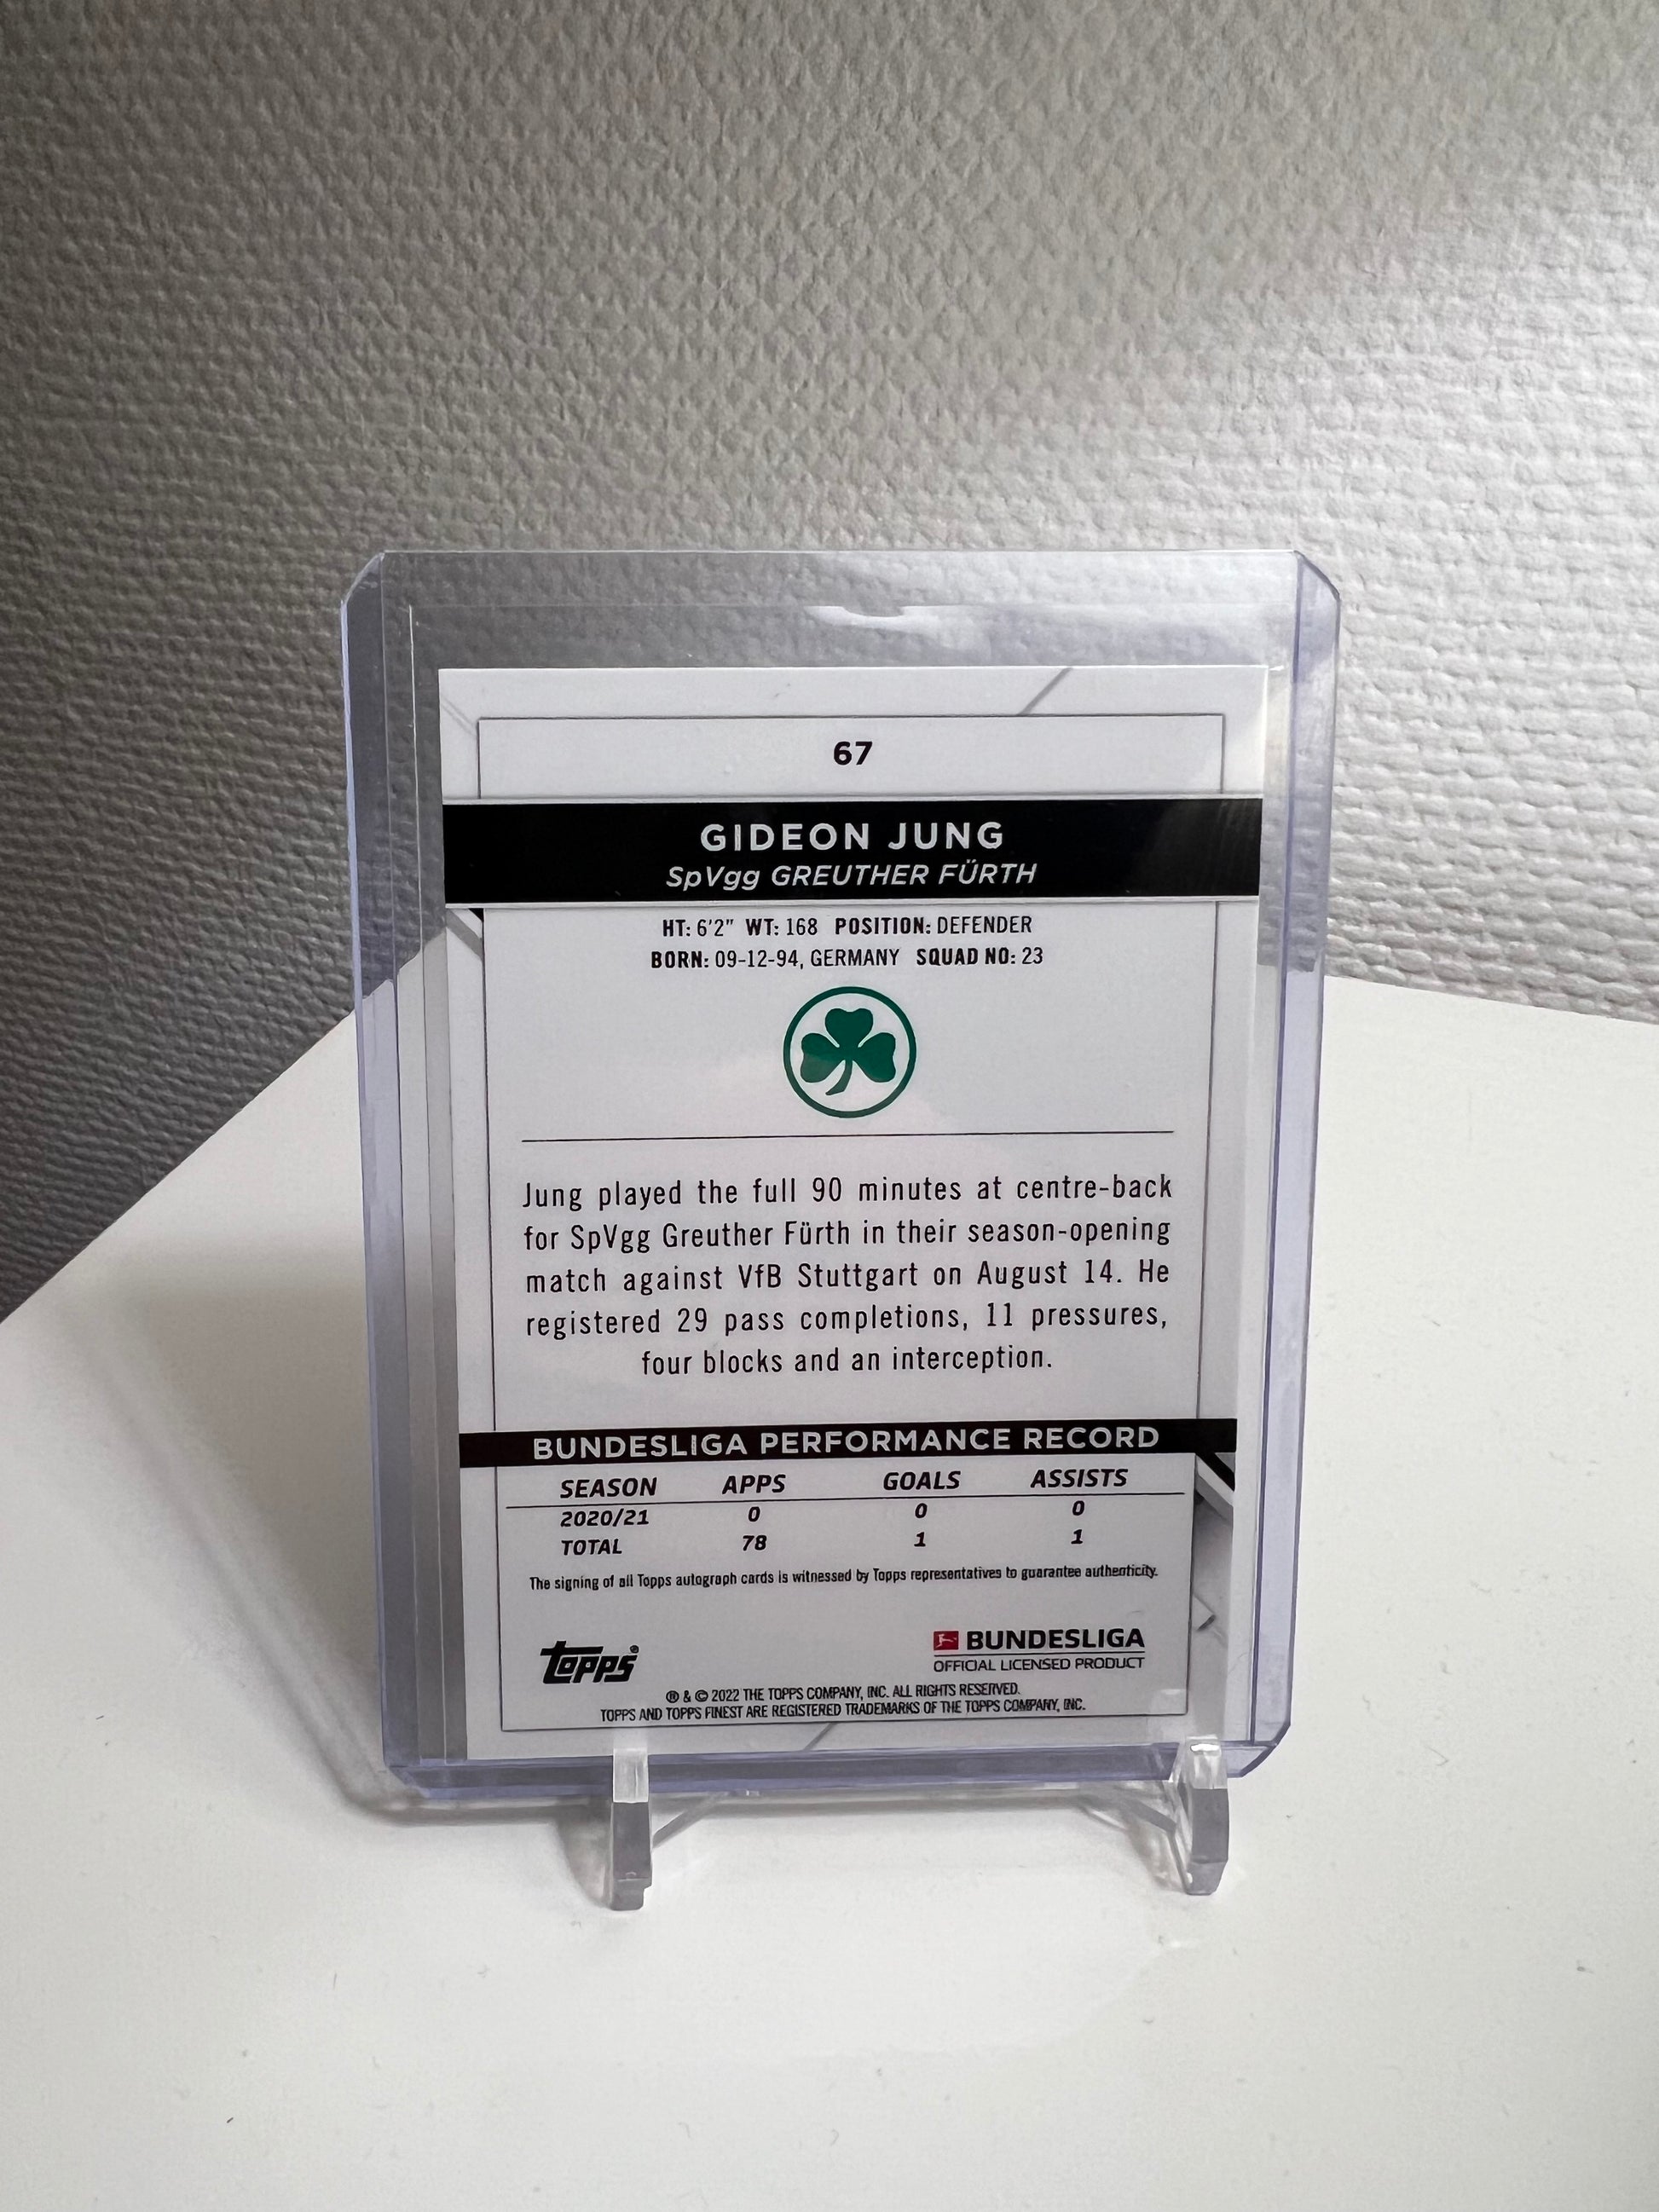 67
GIDEON JUNG
SpVgg GREUTHER FÜRTH
HT: 6'2" WT: 168 POSITION: DEFENDER
BORN: 09-12-94, GERMANY SQUAD NO: 23
Jung played the full 90 minutes at centre-back
for SpVgg Greuther Fürth in their season-opening
match against VfB Stuttgart on August 14. He
registered 29 pass completions, 11 pressures,
four blocks and an interception.
BUNDESLIGA PERFORMANCE RECORD
SEASON APPS GOALS ASSISTS
2020/21 0 0 0
TOTAL 78 1 1
The signing of all Topps autograph cards is witnessed by Topps representatives to guarantee authenticity.
topps®
BUNDESLIGA
OFFICIAL LICENSED PRODUCT
® & © 2022 THE TOPPS COMPANY, INC. ALL RIGHTS RESERVED.
TOPPS AND TOPPS FINEST ARE REGISTERED TRADEMARKS OF THE TOPPS COMPANY, INC.